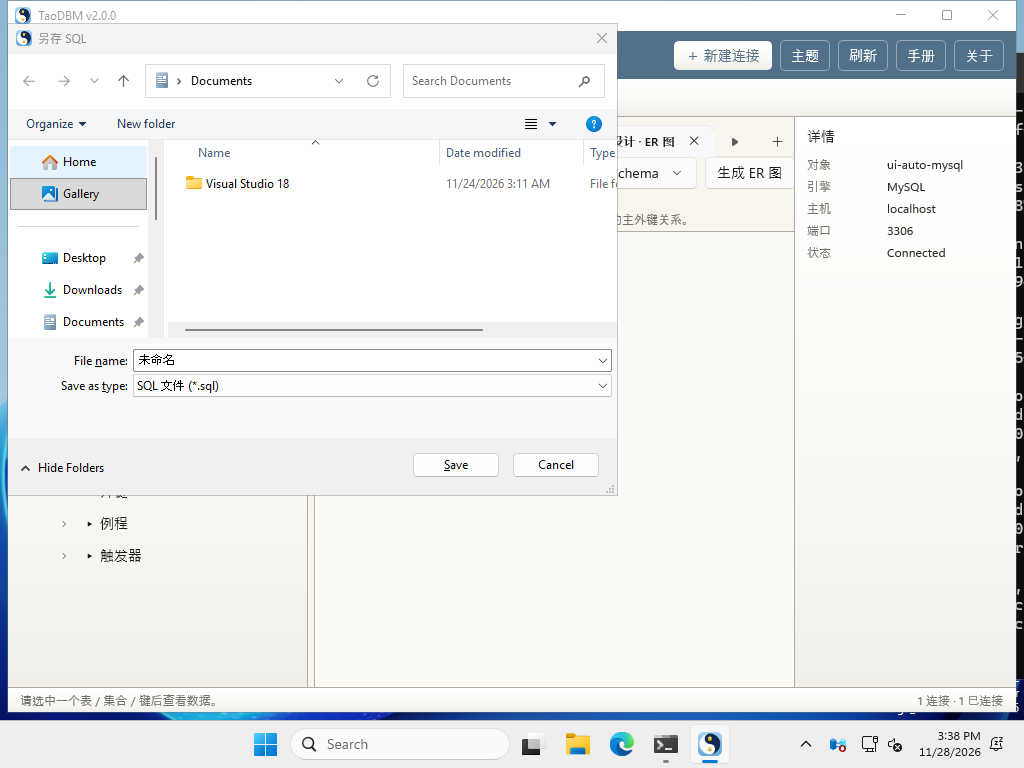 TaoDBM v2.0.0
另存 SQL
+ 新建连接
主题
刷新
手册
关于
Documents
Search Documents
Organize
New folder
?
Home
Gallery
Desktop
Downloads
Documents
Name
Date modified
Type
Visual Studio 18
11/24/2026 3:11 AM
File f
File name:
未命名
Save as type:
SQL 文件 (*.sql)
Hide Folders
Save
Cancel
设计 · ER 图
+
chema
生成 ER 图
的主外键关系。
详情
对象
ui-auto-mysql
引擎
MySQL
主机
localhost
端口
3306
状态
Connected
例程
触发器
请选中一个表 / 集合 / 键后查看数据。
1 连接 · 1 已连接
Search
3:38 PM
11/28/2026